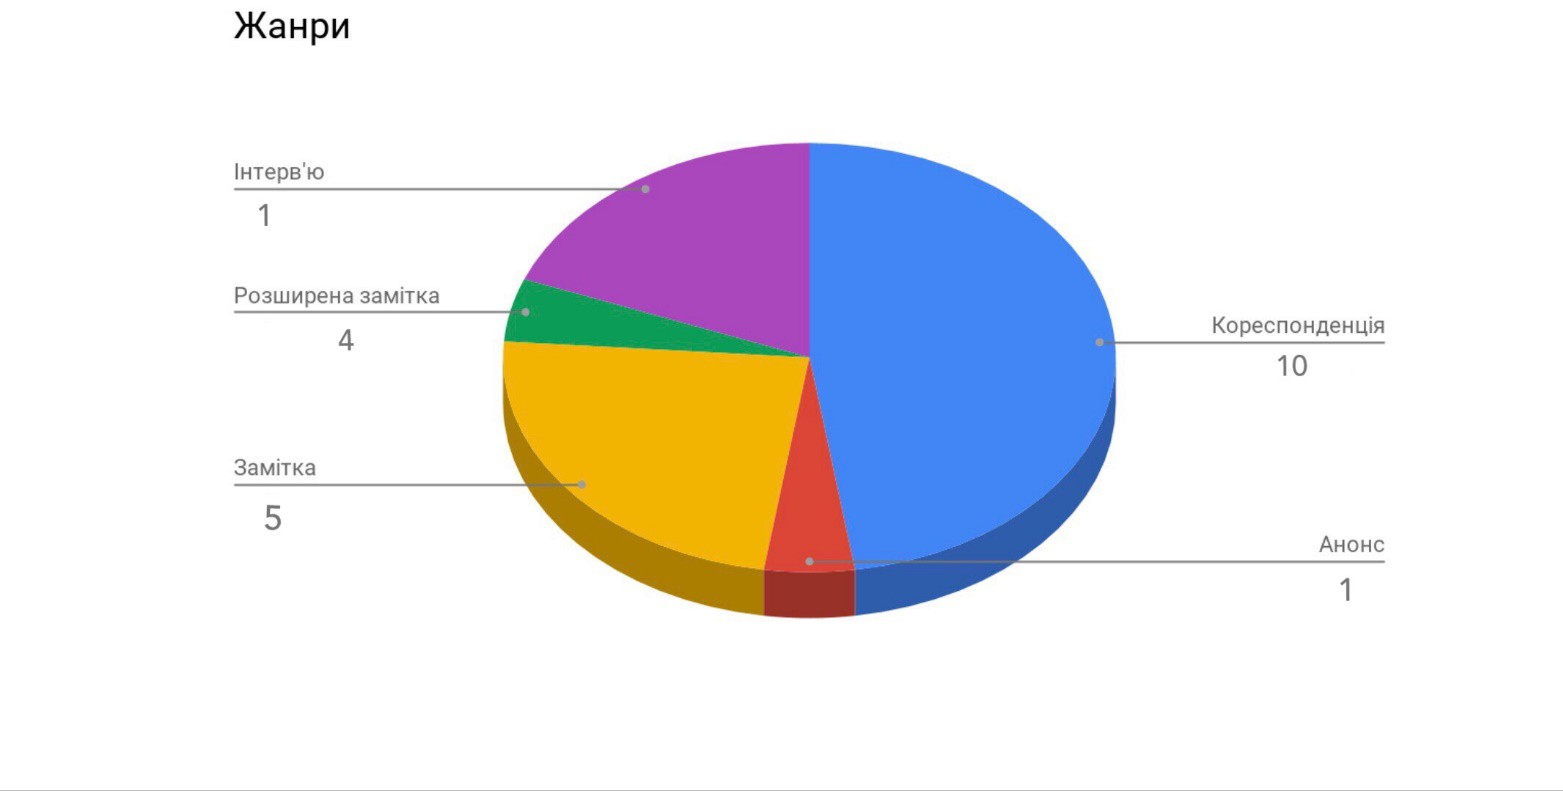 Жанри
Інтерв'ю
1
Розширена замітка
4
Замітка
5
Кореспонденція
10
Анонс
1